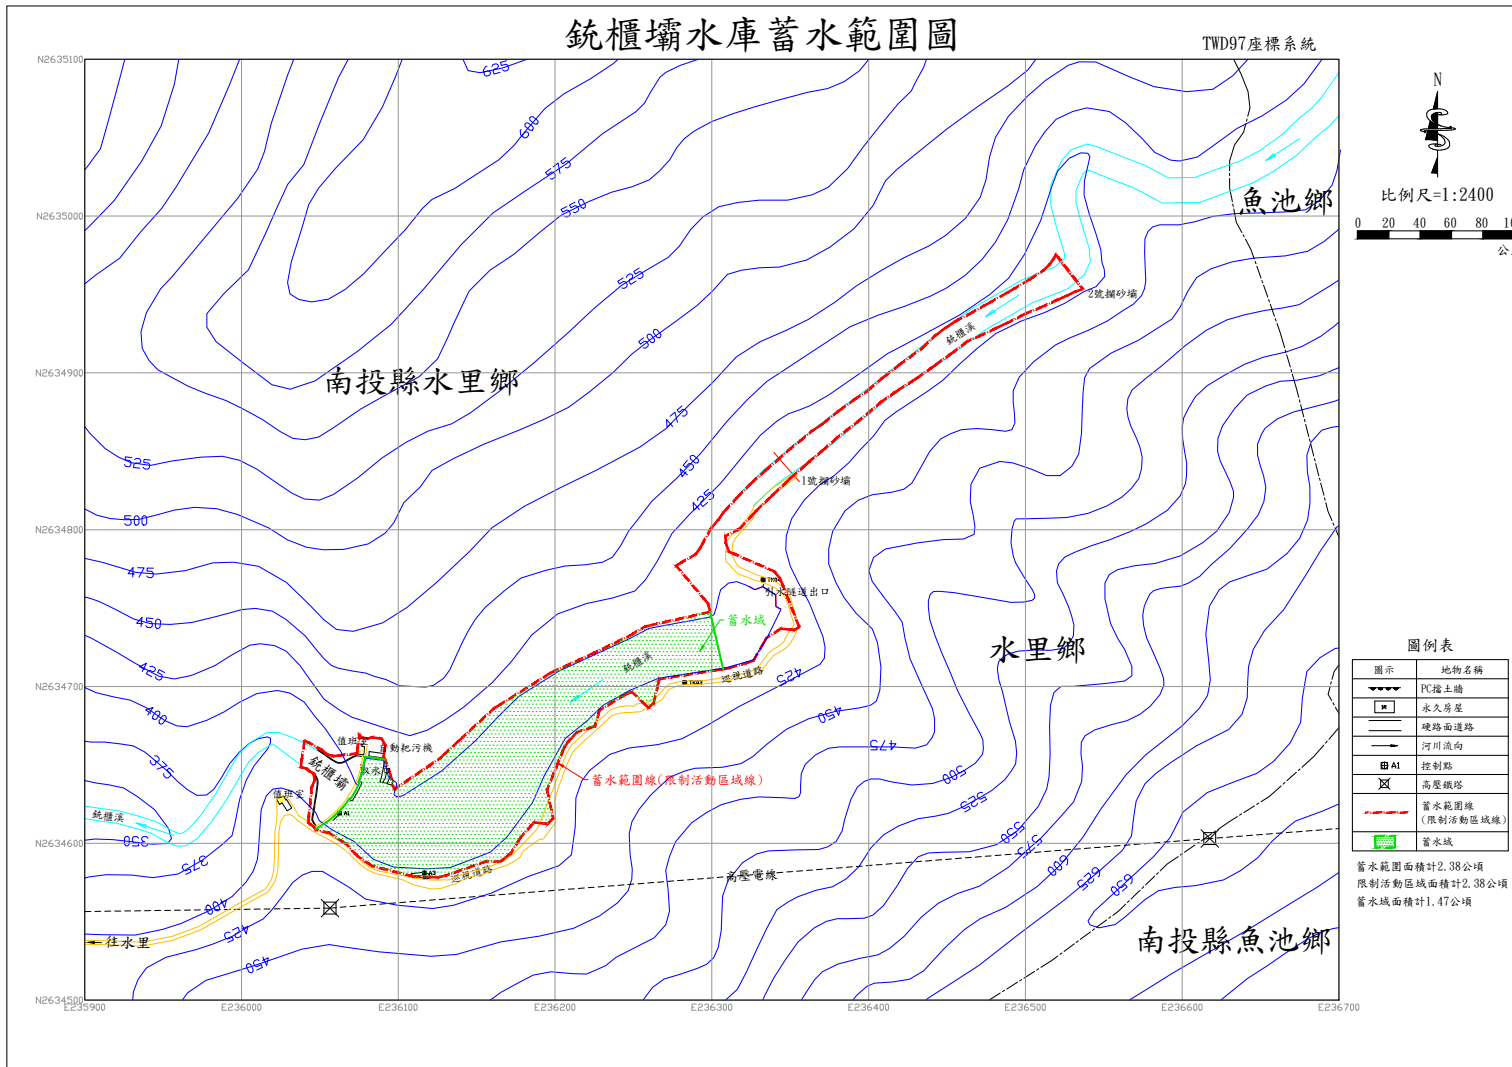 銃櫃壩水庫蓄水範圍圖
TWD97座標系統
N2635100
N2635000
N2634900
N2634800
N2634700
N2634600
N2634500
E235900
E236000
E236100
E236200
E236300
E236400
E236500
E236600
E236700
N
比例尺=1:2400
0 20 40 60 80
625
600
575
550
525
500
475
450
425
525
500
475
450
425
400
375
350
375
400
425
450
425
450
475
500
525
550
575
600
625
650
魚池鄉
南投縣水里鄉
水里鄉
南投縣魚池鄉
2號攔砂壩
銃櫃溪
1號攔砂壩
引水隧道出口
蓄水域
銃櫃溪
巡視道路
蓄水範圍線(限制活動區域線)
自動耙污機
銃櫃壩
A1
值班室
銃櫃溪
A3
巡視道路
高壓電線
往水里
圖例表
圖示 地物名稱
PC擋土牆
永久房屋
硬路面道路
河川流向
A1 控制點
高壓鐵塔
蓄水範圍線
(限制活動區域線)
蓄水域
蓄水範圍面積計2.38公頃
限制活動區域面積計2.38公頃
蓄水域面積計1.47公頃